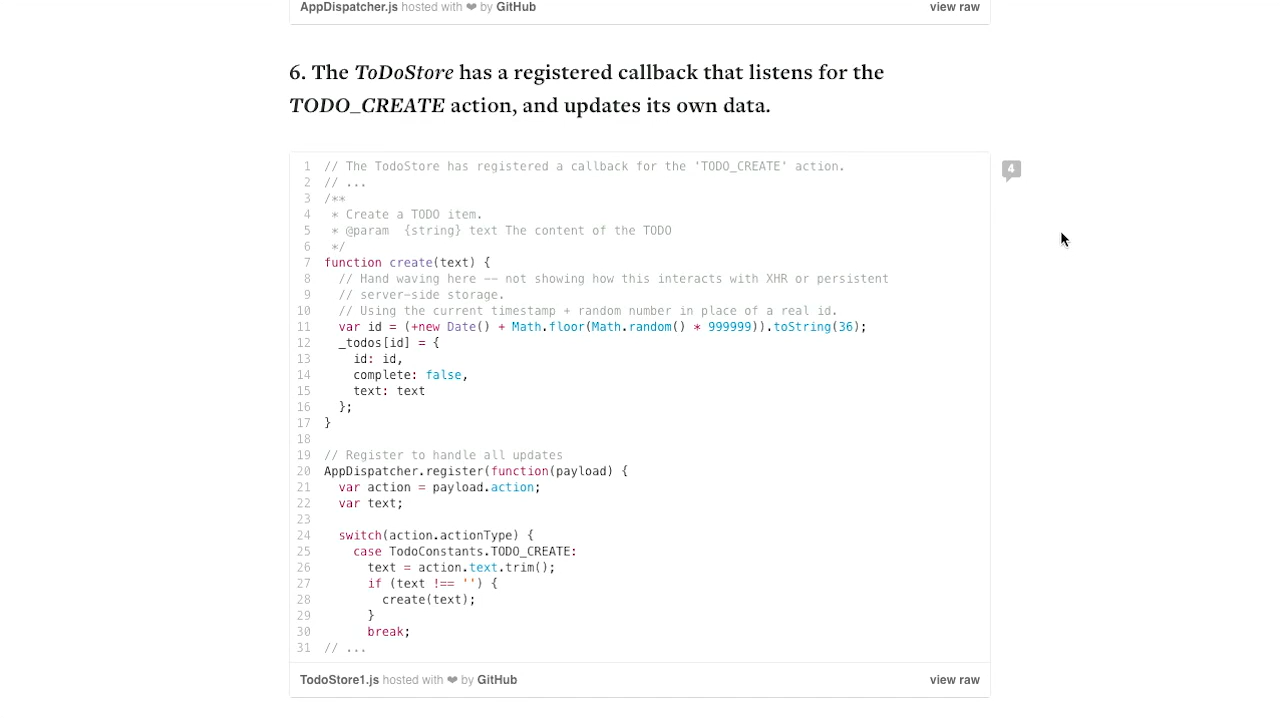 AppDispatcher.js hosted with ❤ by GitHub view raw
6. The ToDoStore has a registered callback that listens for the
TODO_CREATE action, and updates its own data.
4
1 // The TodoStore has registered a callback for the 'TODO_CREATE' action.
2 // ...
3 /**
4  * Create a TODO item.
5  * @param  {string} text The content of the TODO
6  */
7 function create(text) {
8   // Hand waving here -- not showing how this interacts with XHR or persistent
9   // server-side storage.
10   // Using the current timestamp + random number in place of a real id.
11   var id = (+new Date() + Math.floor(Math.random() * 999999)).toString(36);
12   _todos[id] = {
13     id: id,
14     complete: false,
15     text: text
16   };
17 }
18
19 // Register to handle all updates
20 AppDispatcher.register(function(payload) {
21   var action = payload.action;
22   var text;
23
24   switch(action.actionType) {
25     case TodoConstants.TODO_CREATE:
26       text = action.text.trim();
27       if (text !== '') {
28         create(text);
29       }
30       break;
31 // ...
TodoStore1.js hosted with ❤ by GitHub view raw